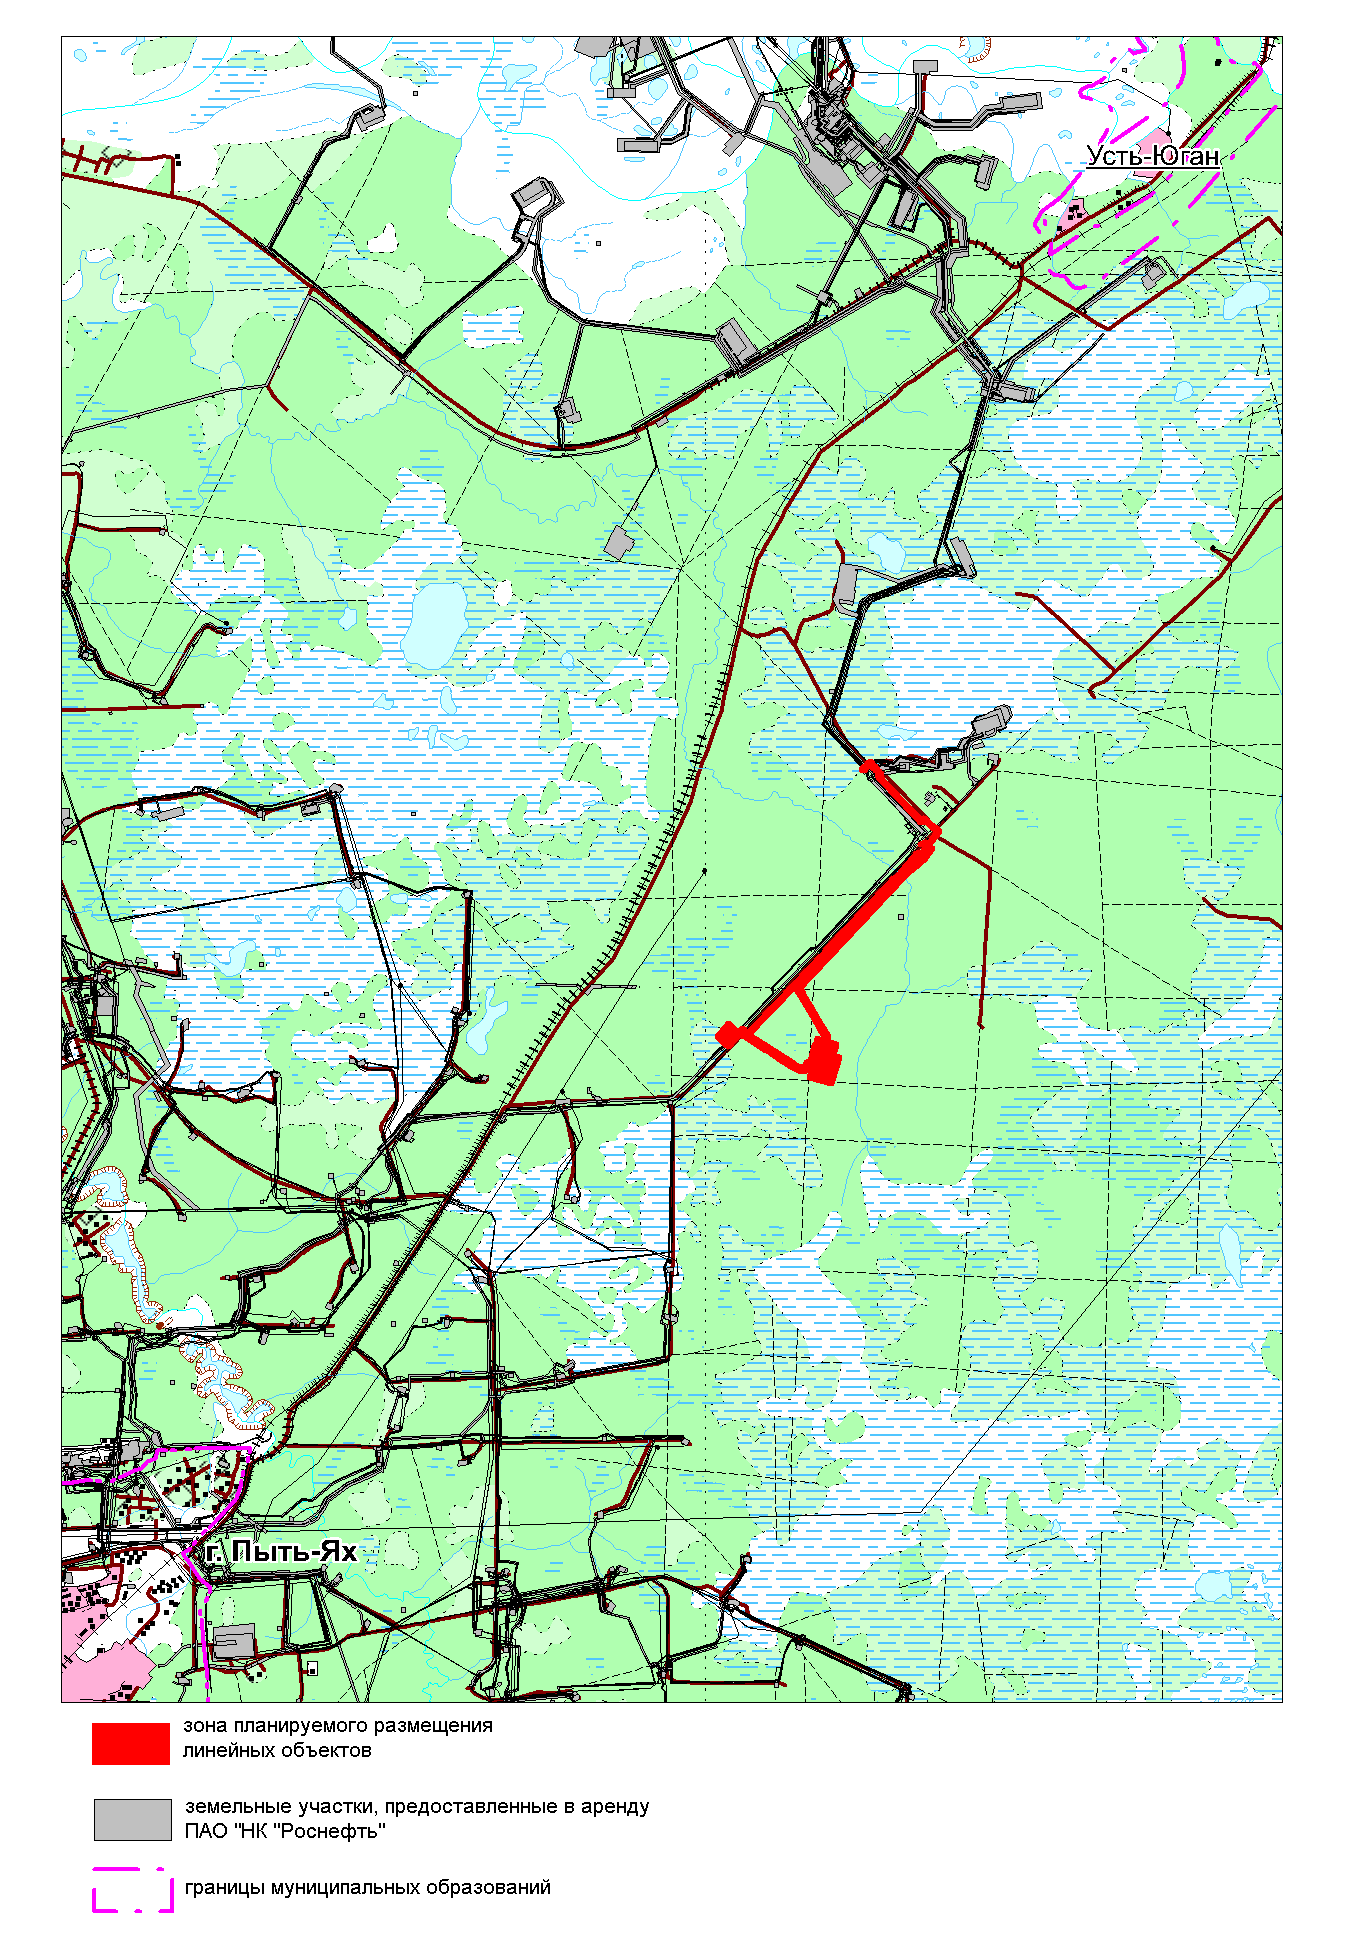 Усть-Юган
г. Пыть-Ях
зона планируемого размещения
линейных объектов
земельные участки, предоставленные в аренду
ПАО "НК "Роснефть"
границы муниципальных образований